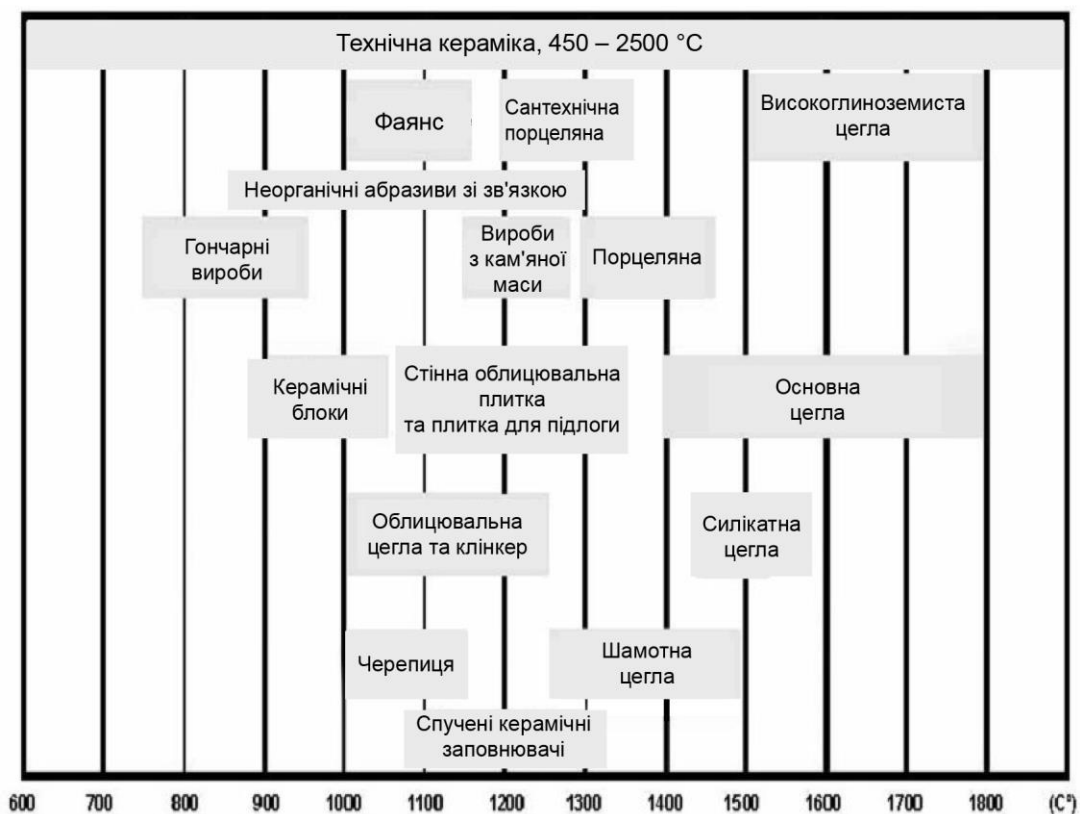 Технічна кераміка, 450 – 2500 °C
Фаянс
Сантехнічна
порцеляна
Високоглиноземиста
цегла
Неорганічні абразиви зі зв'язкою
Гончарні
вироби
Вироби
з кам'яної
маси
Порцеляна
Керамічні
блоки
Стінна облицювальна
плитка
та плитка для підлоги
Основна
цегла
Облицювальна
цегла та клінкер
Силікатна
цегла
Черепиця
Шамотна
цегла
Спучені керамічні
заповнювачі
600 700 800 900 1000 1100 1200 1300 1400 1500 1600 1700 1800 (C°)